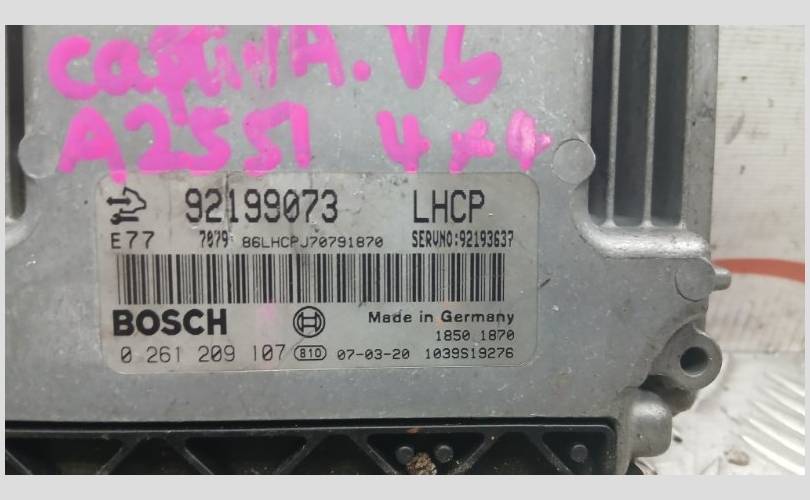 captivA. V6
A2551 4x4
92199073 LHCP
E77 7079 86LHCPJ70791870 SERVNO:92193637
BOSCH Made in Germany
1850 1870
0 261 209 107 810 07-03-20 1039S19276